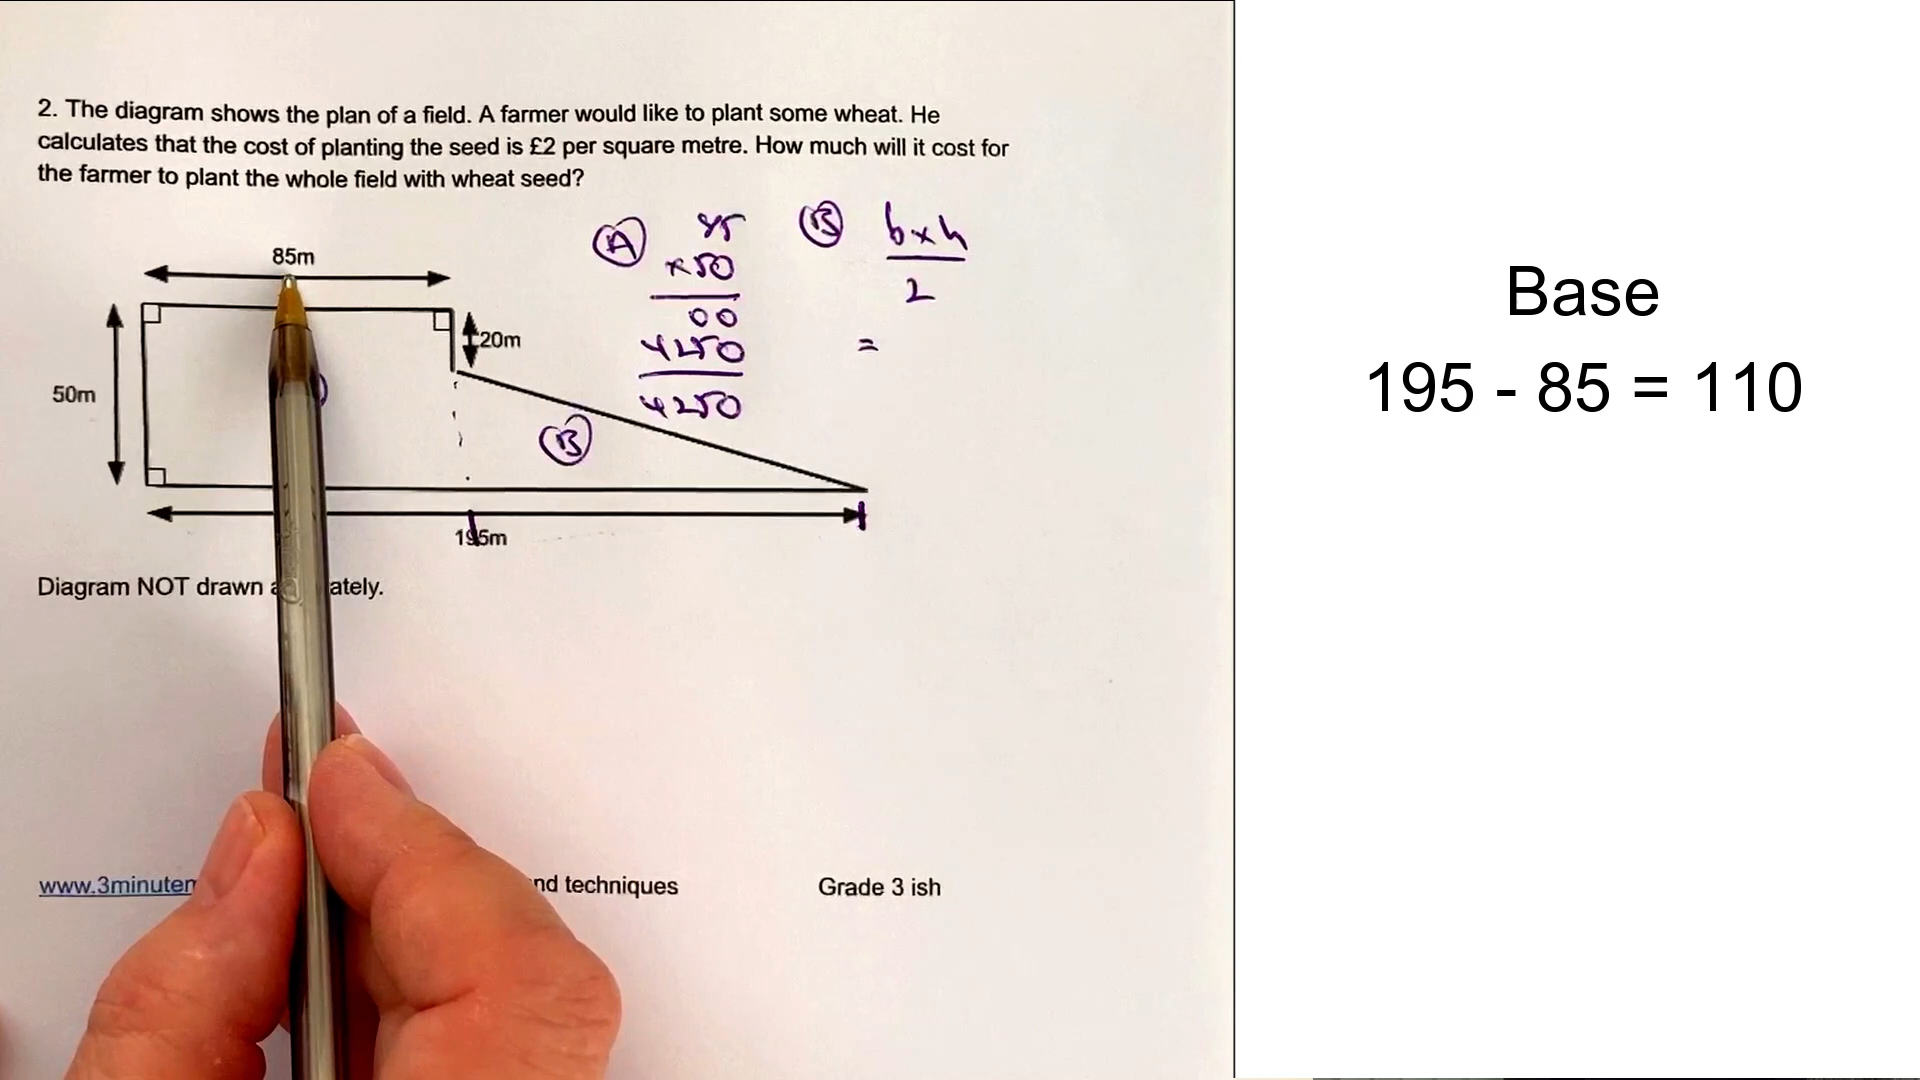 2. The diagram shows the plan of a field. A farmer would like to plant some wheat. He
calculates that the cost of planting the seed is £2 per square metre. How much will it cost for
the farmer to plant the whole field with wheat seed?
85m
20m
50m
195m
B
A
85
x50
00
4250
4250
B
bxh
2
=
Diagram NOT drawn ately.
www.3minuten
nd techniques
Grade 3 ish
Base
195 - 85 = 110